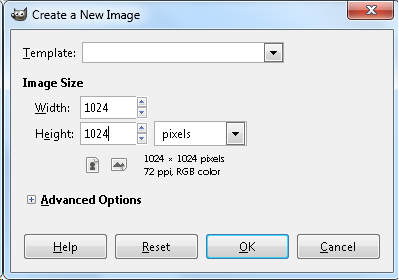 Create a New Image
Template:
Image Size
Width: 1024
Height: 1024 pixels
1024 × 1024 pixels
72 ppi, RGB color
Advanced Options
Help Reset OK Cancel